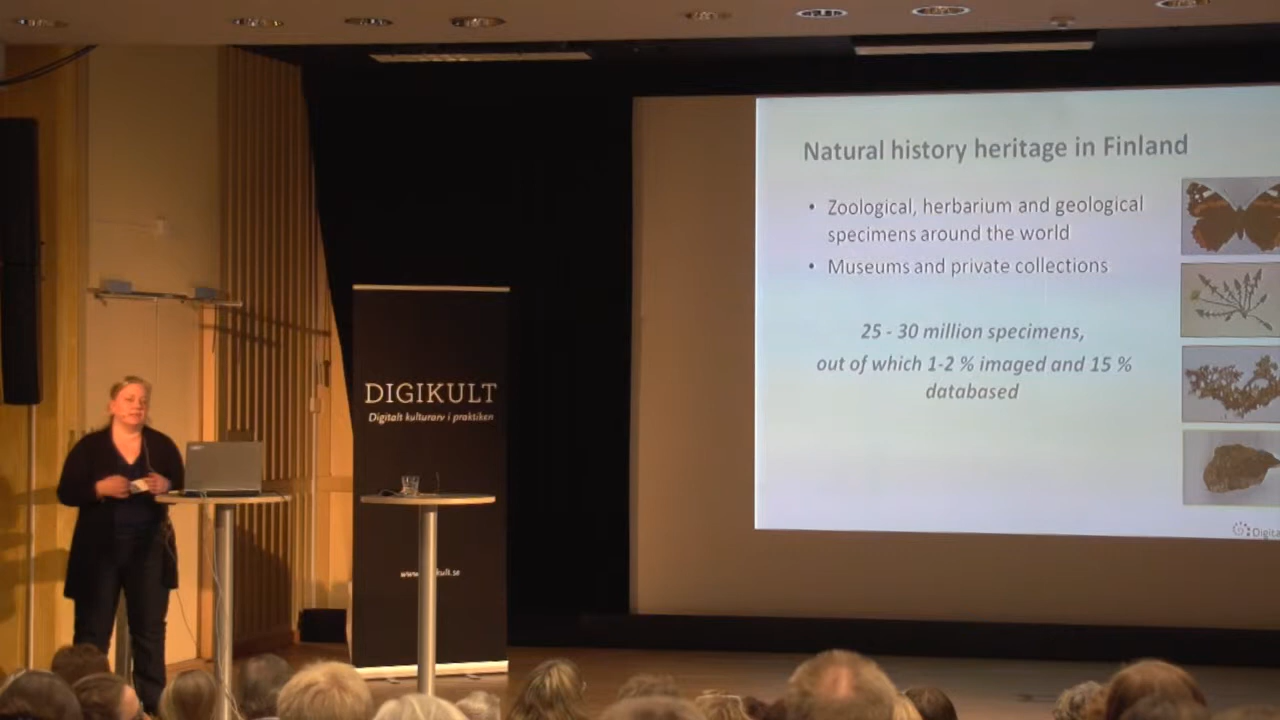 Natural history heritage in Finland
• Zoological, herbarium and geological
specimens around the world
• Museums and private collections
25 - 30 million specimens,
out of which 1-2 % imaged and 15 %
databased
DIGIKULT
Digitalt kulturarv i praktiken